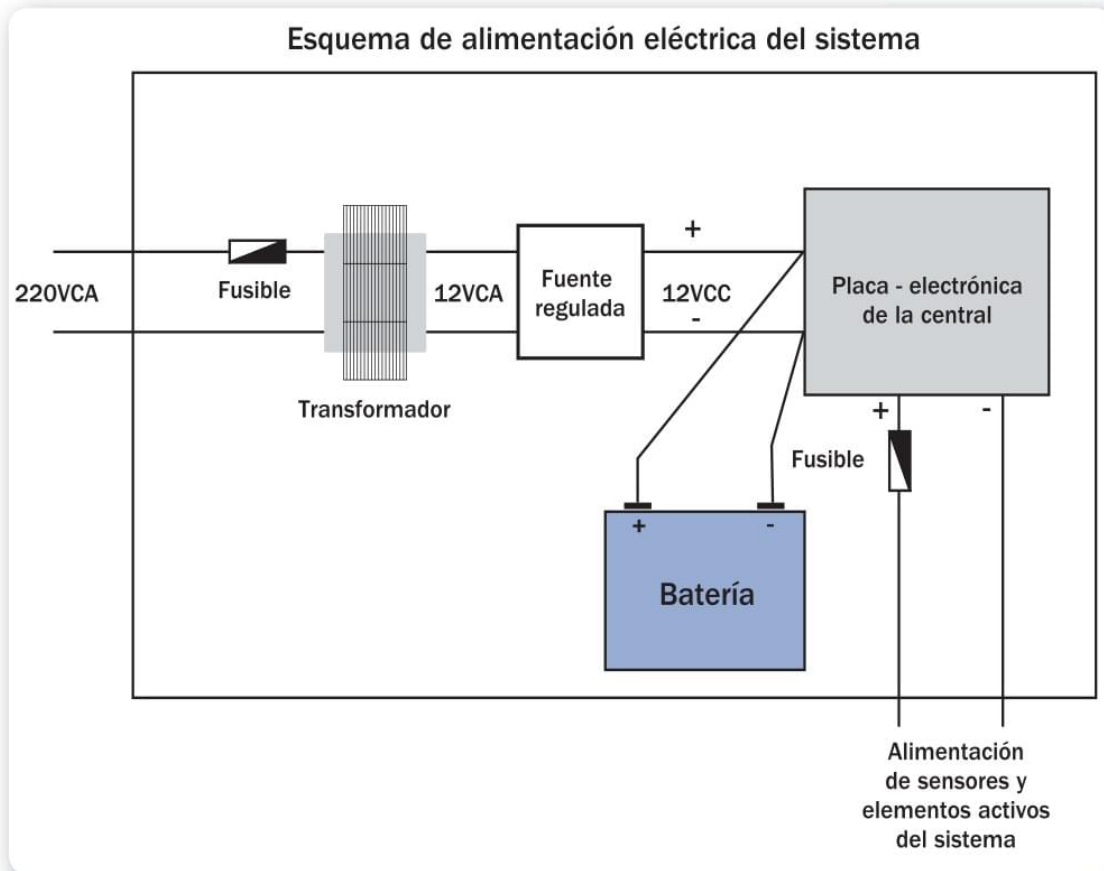 Esquema de alimentación eléctrica del sistema
220VCA
Fusible
Transformador
12VCA
Fuente
regulada
+
12VCC
-
Placa - electrónica
de la central
+
-
Fusible
+
-
Batería
Alimentación
de sensores y
elementos activos
del sistema